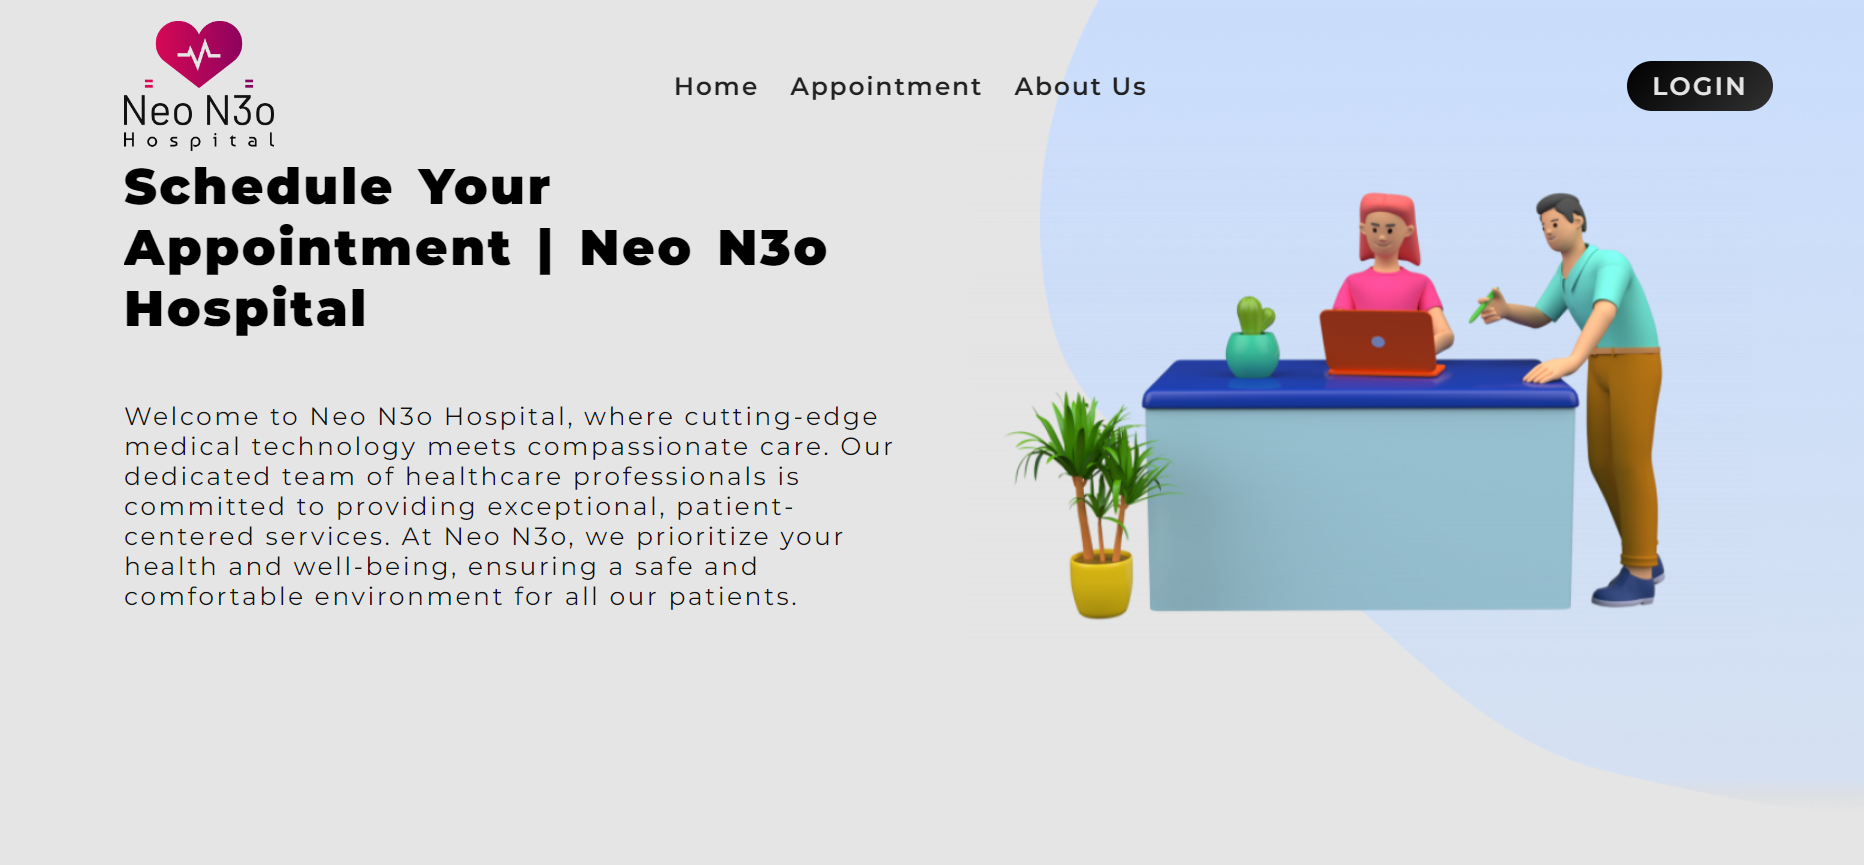 Neo N3o
Hospital
Home Appointment About Us
LOGIN
Schedule Your
Appointment | Neo N3o
Hospital
Welcome to Neo N3o Hospital, where cutting-edge
medical technology meets compassionate care. Our
dedicated team of healthcare professionals is
committed to providing exceptional, patient-
centered services. At Neo N3o, we prioritize your
health and well-being, ensuring a safe and
comfortable environment for all our patients.